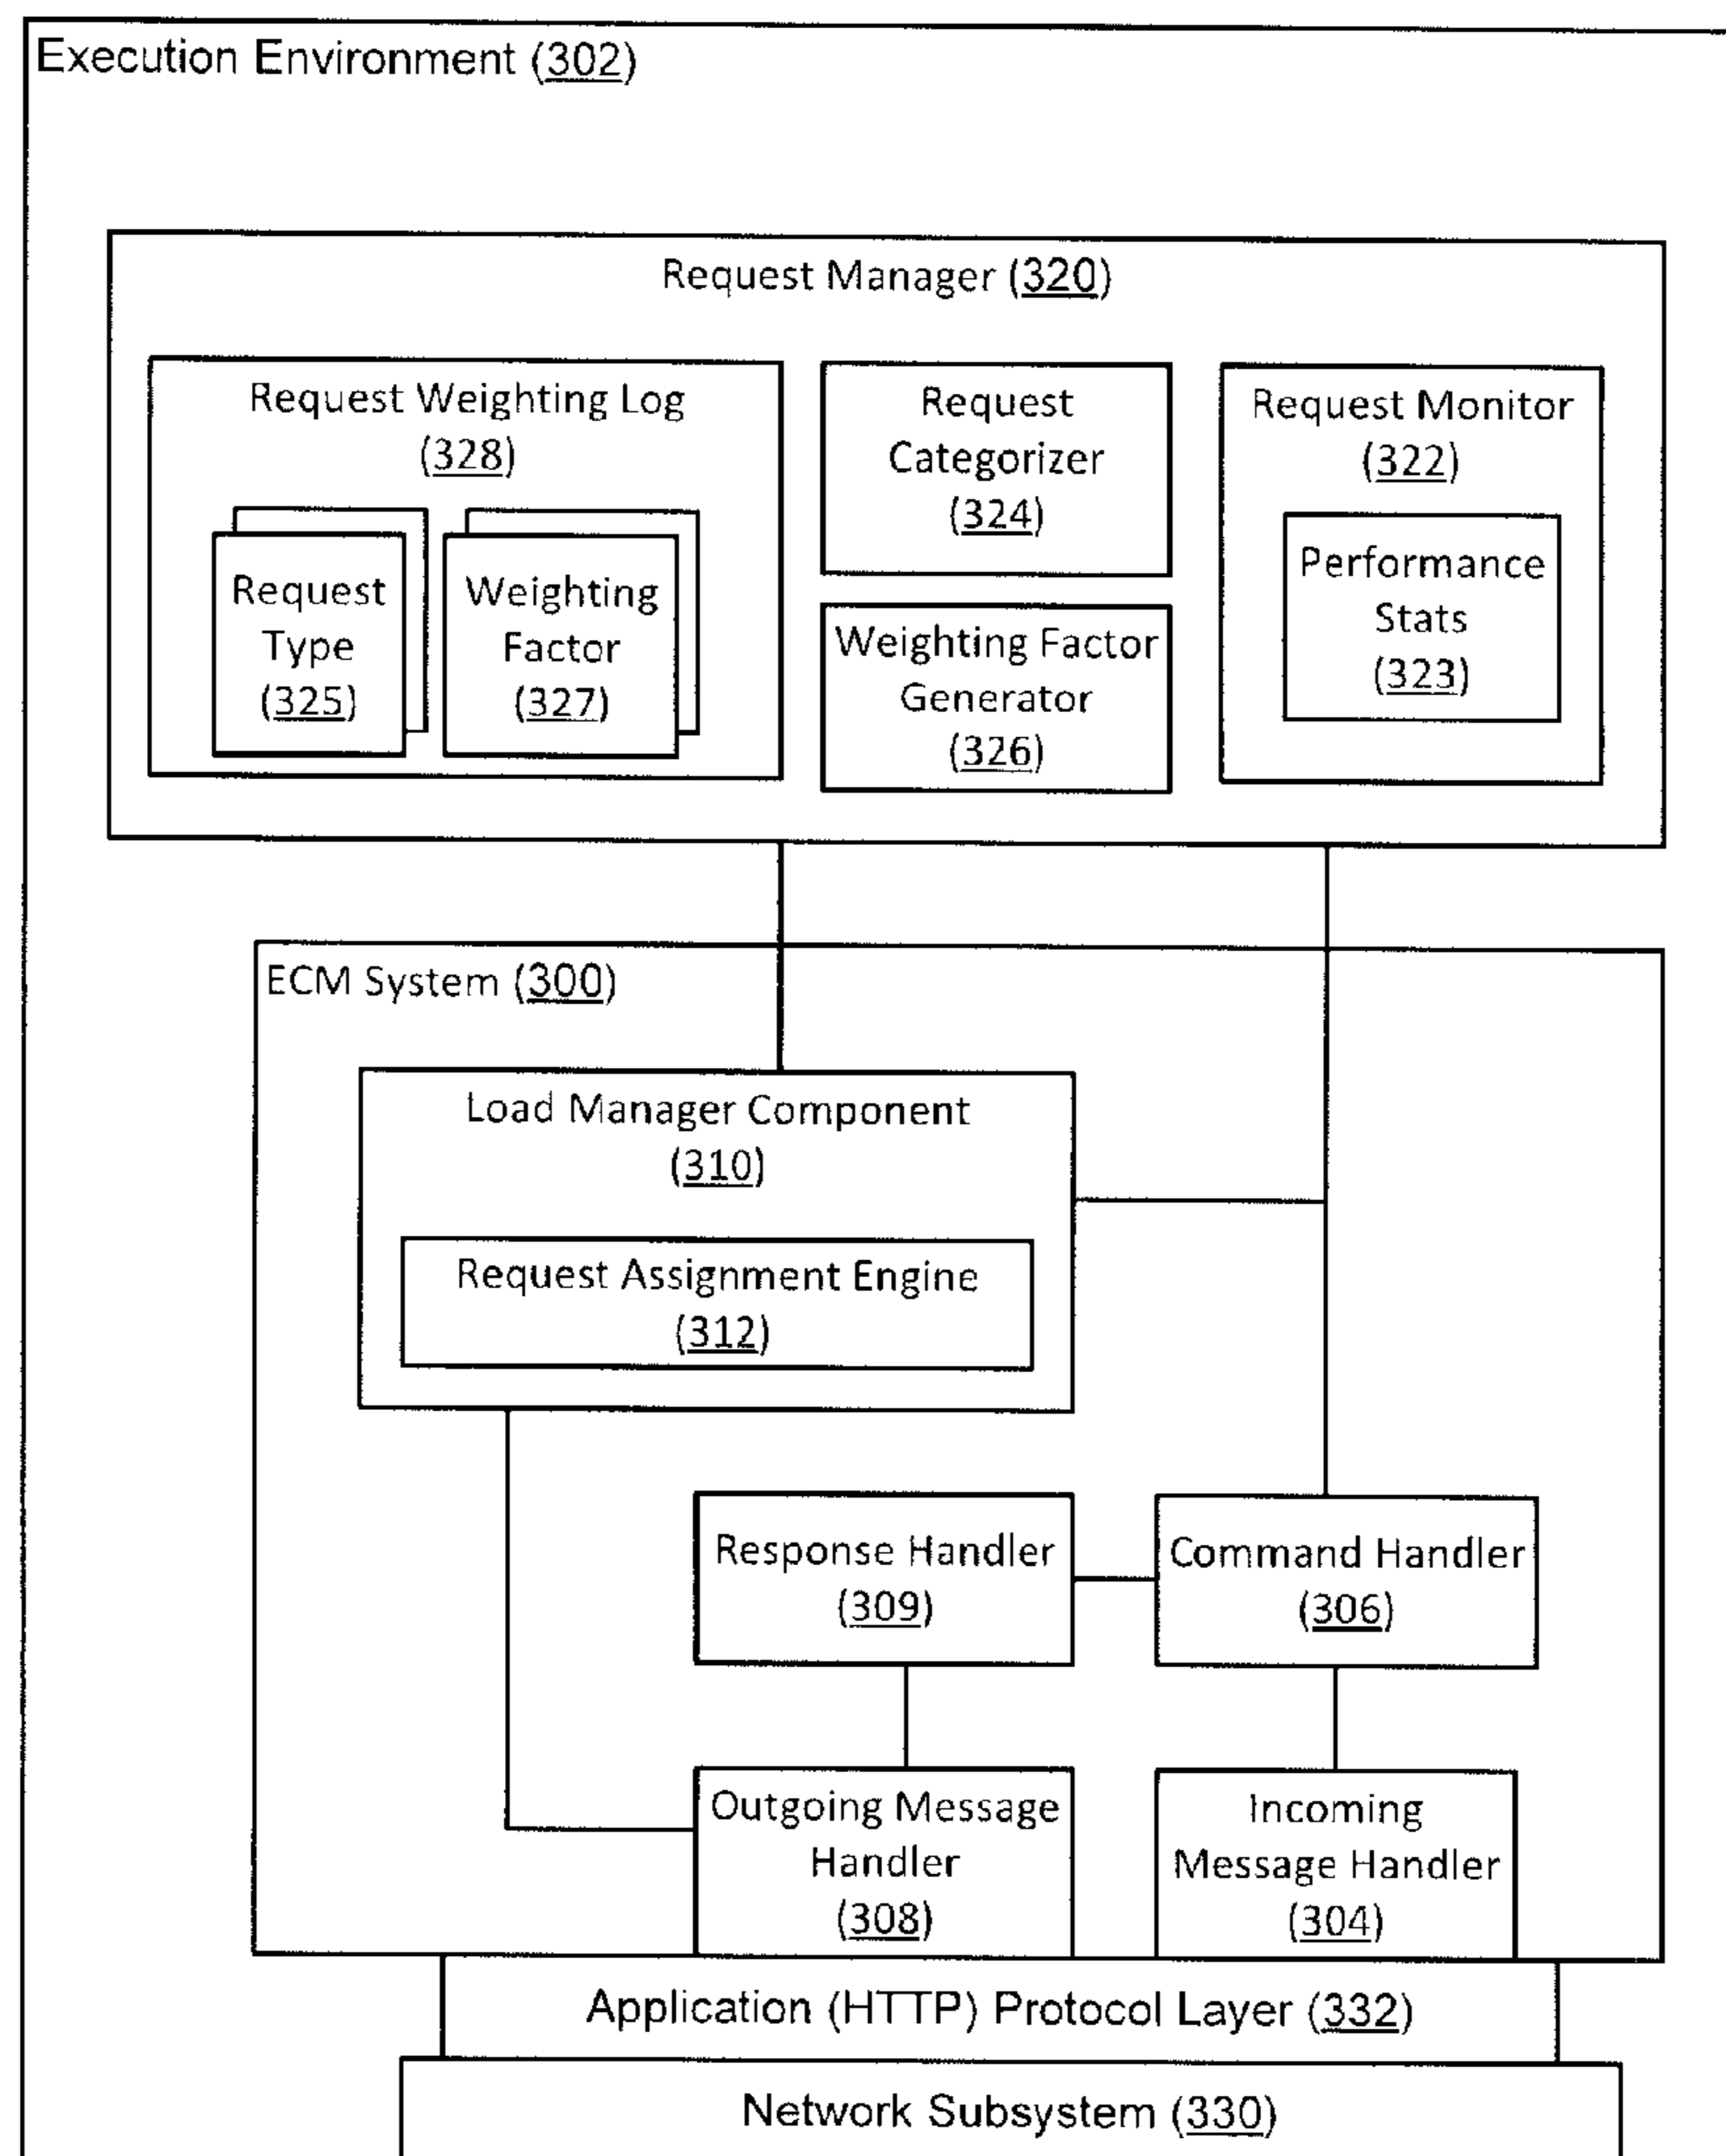 Execution Environment (302)
Request Manager (320)
Request Weighting Log
(328)
Request
Type
(325)
Weighting
Factor
(327)
Request
Categorizer
(324)
Weighting Factor
Generator
(326)
Request Monitor
(322)
Performance
Stats
(323)
ECM System (300)
Load Manager Component
(310)
Request Assignment Engine
(312)
Response Handler
(309)
Command Handler
(306)
Outgoing Message
Handler
(308)
Incoming
Message Handler
(304)
Application (HTTP) Protocol Layer (332)
Network Subsystem (330)